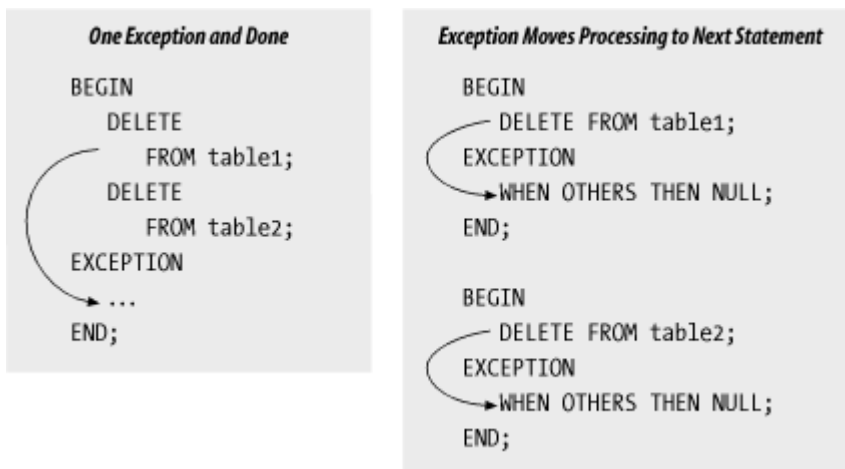 One Exception and Done
BEGIN
DELETE
FROM table1;
DELETE
FROM table2;
EXCEPTION
...
END;
Exception Moves Processing to Next Statement
BEGIN
DELETE FROM table1;
EXCEPTION
WHEN OTHERS THEN NULL;
END;
BEGIN
DELETE FROM table2;
EXCEPTION
WHEN OTHERS THEN NULL;
END;